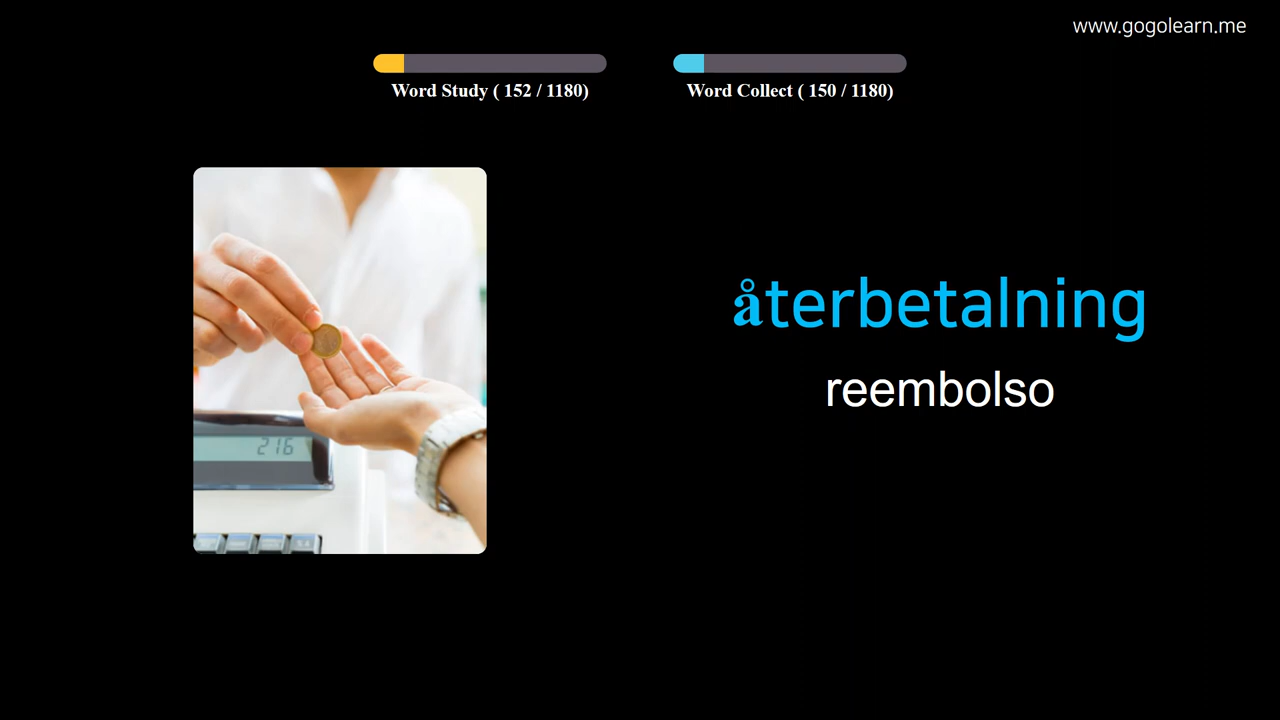 www.gogolearn.me
Word Study ( 152 / 1180)
Word Collect ( 150 / 1180)
återbetalning
reembolso
216